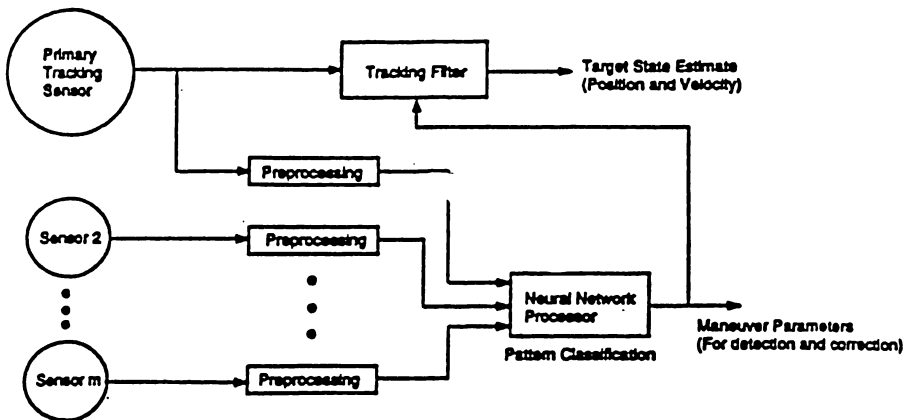 Primary
Tracking
Sensor
Tracking Filter
Target State Estimate
(Position and Velocity)
Preprocessing
Sensor 2
Preprocessing
Neural Network
Processor
Pattern Classification
Maneuver Parameters
(For detection and correction)
Sensor m
Preprocessing